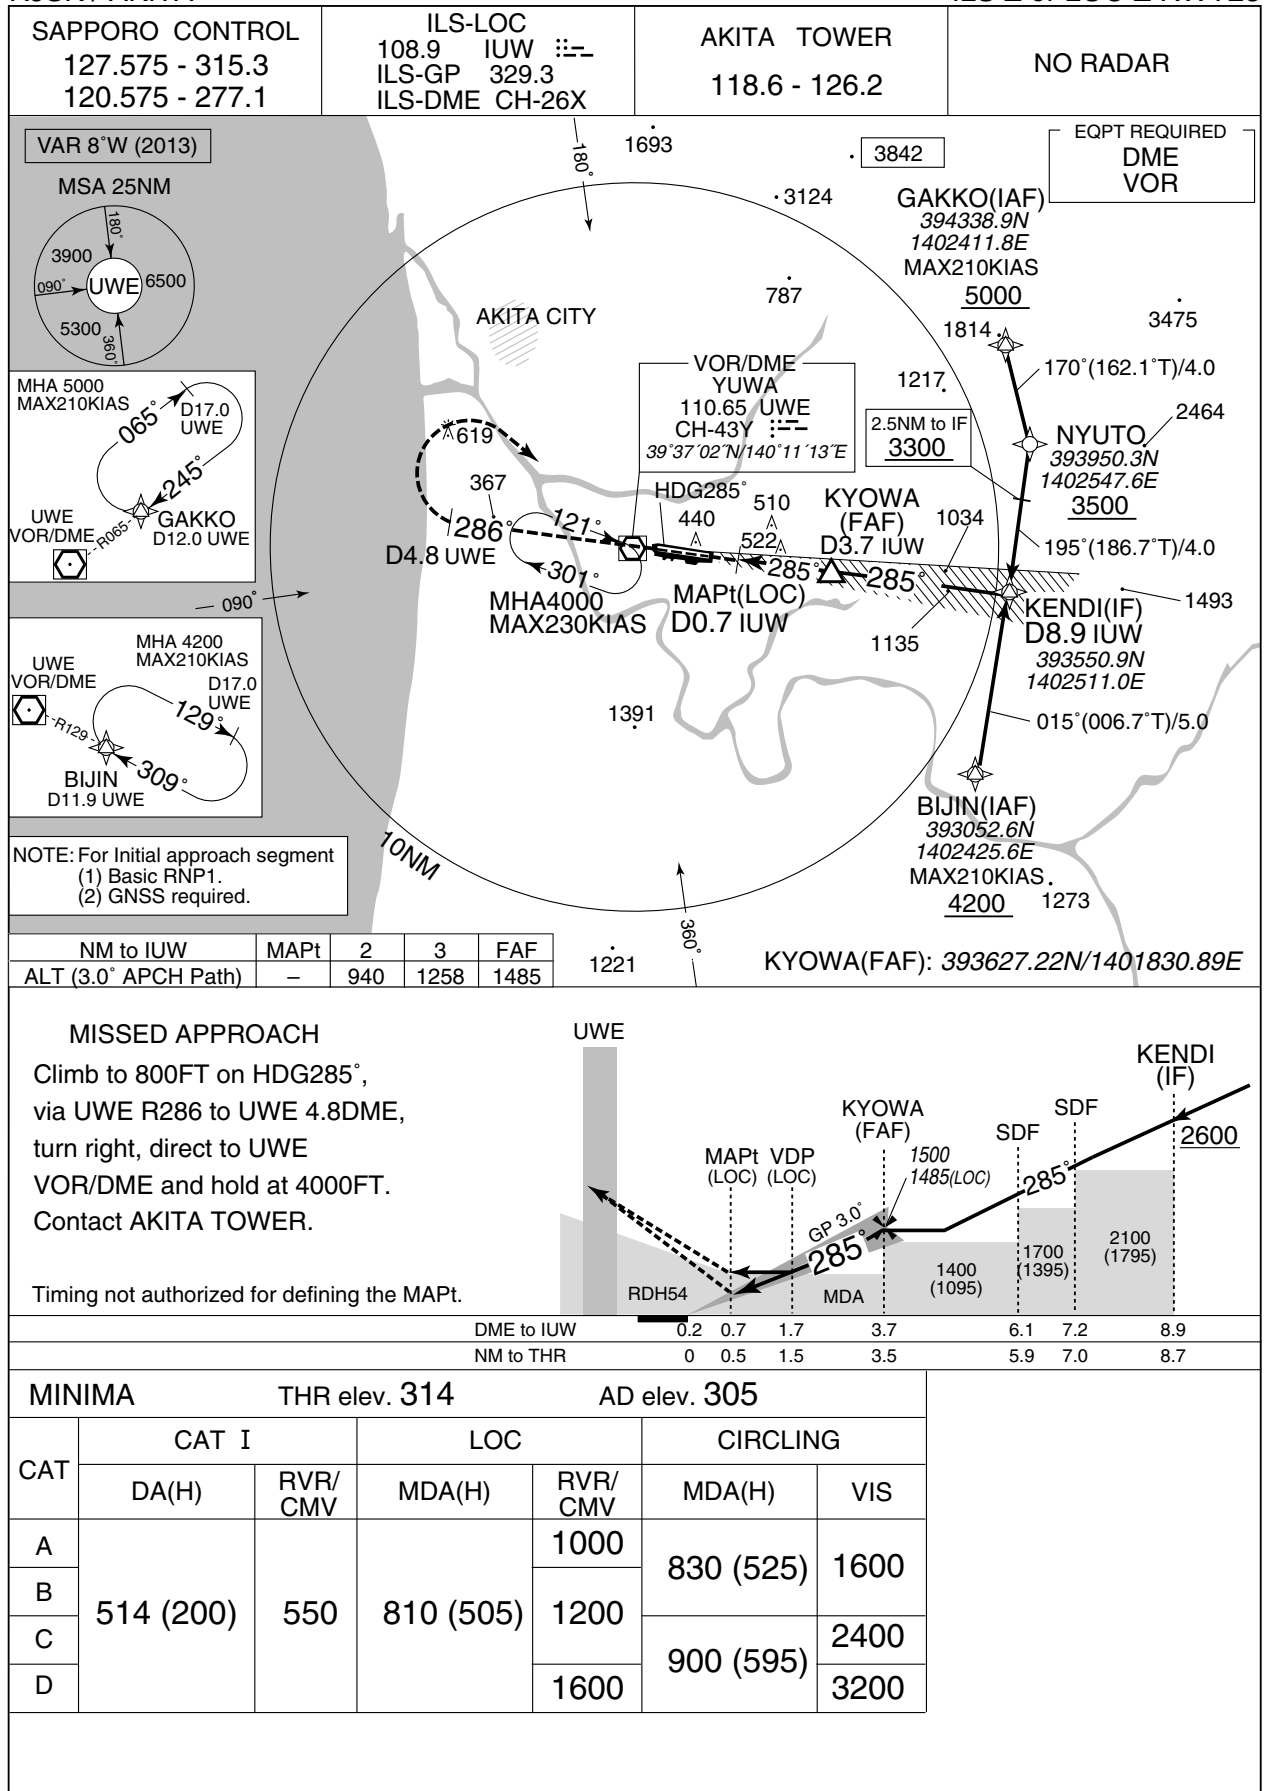 SAPPORO CONTROL
127.575 - 315.3
120.575 - 277.1
ILS-LOC
108.9 IUW
ILS-GP 329.3
ILS-DME CH-26X
AKITA TOWER
118.6 - 126.2
NO RADAR
VAR 8°W (2013)
MSA 25NM
180°
3900
090°
UWE
6500
5300
360°
EQPT REQUIRED
DME
VOR
180°
1693
3842
3124
GAKKO(IAF)
394338.9N
1402411.8E
MAX210KIAS
5000
787
AKITA CITY
1814
3475
170°(162.1°T)/4.0
VOR/DME
YUWA
110.65 UWE
CH-43Y
39°37´02˝N/140°11´13˝E
1217
2.5NM to IF
3300
2464
NYUTO
393950.3N
1402547.6E
3500
MHA 5000
MAX210KIAS
065°
D17.0
UWE
245°
UWE
VOR/DME
R065
GAKKO
D12.0 UWE
619
367
HDG285°
510
440
522
KYOWA
(FAF)
D3.7 IUW
1034
195°(186.7°T)/4.0
286°
121°
D4.8 UWE
301°
285°
285°
MHA4000
MAX230KIAS
MAPt(LOC)
D0.7 IUW
1135
KENDI(IF)
D8.9 IUW
393550.9N
1402511.0E
1493
090°
MHA 4200
MAX210KIAS
UWE
VOR/DME
D17.0
UWE
129°
R129
309°
BIJIN
D11.9 UWE
1391
015°(006.7°T)/5.0
BIJIN(IAF)
393052.6N
1402425.6E
MAX210KIAS
4200
1273
10NM
NOTE: For Initial approach segment
(1) Basic RNP1.
(2) GNSS required.
360°
1221
KYOWA(FAF): 393627.22N/1401830.89E
NM to IUW MAPt 2 3 FAF
ALT (3.0° APCH Path) – 940 1258 1485
MISSED APPROACH
Climb to 800FT on HDG285°,
via UWE R286 to UWE 4.8DME,
turn right, direct to UWE
VOR/DME and hold at 4000FT.
Contact AKITA TOWER.
Timing not authorized for defining the MAPt.
UWE
KENDI
(IF)
2600
SDF
SDF
KYOWA
(FAF)
1500
1485(LOC)
MAPt
(LOC)
VDP
(LOC)
285°
GP 3.0°
285°
2100
(1795)
1700
(1395)
1400
(1095)
RDH54
MDA
DME to IUW 0.2 0.7 1.7 3.7 6.1 7.2 8.9
NM to THR 0 0.5 1.5 3.5 5.9 7.0 8.7
MINIMA THR elev. 314 AD elev. 305
CAT
CAT I LOC CIRCLING
DA(H) RVR/CMV MDA(H) RVR/CMV MDA(H) VIS
A
B
C
D
514 (200)
550
810 (505)
1000
1200
1600
830 (525)
900 (595)
1600
2400
3200